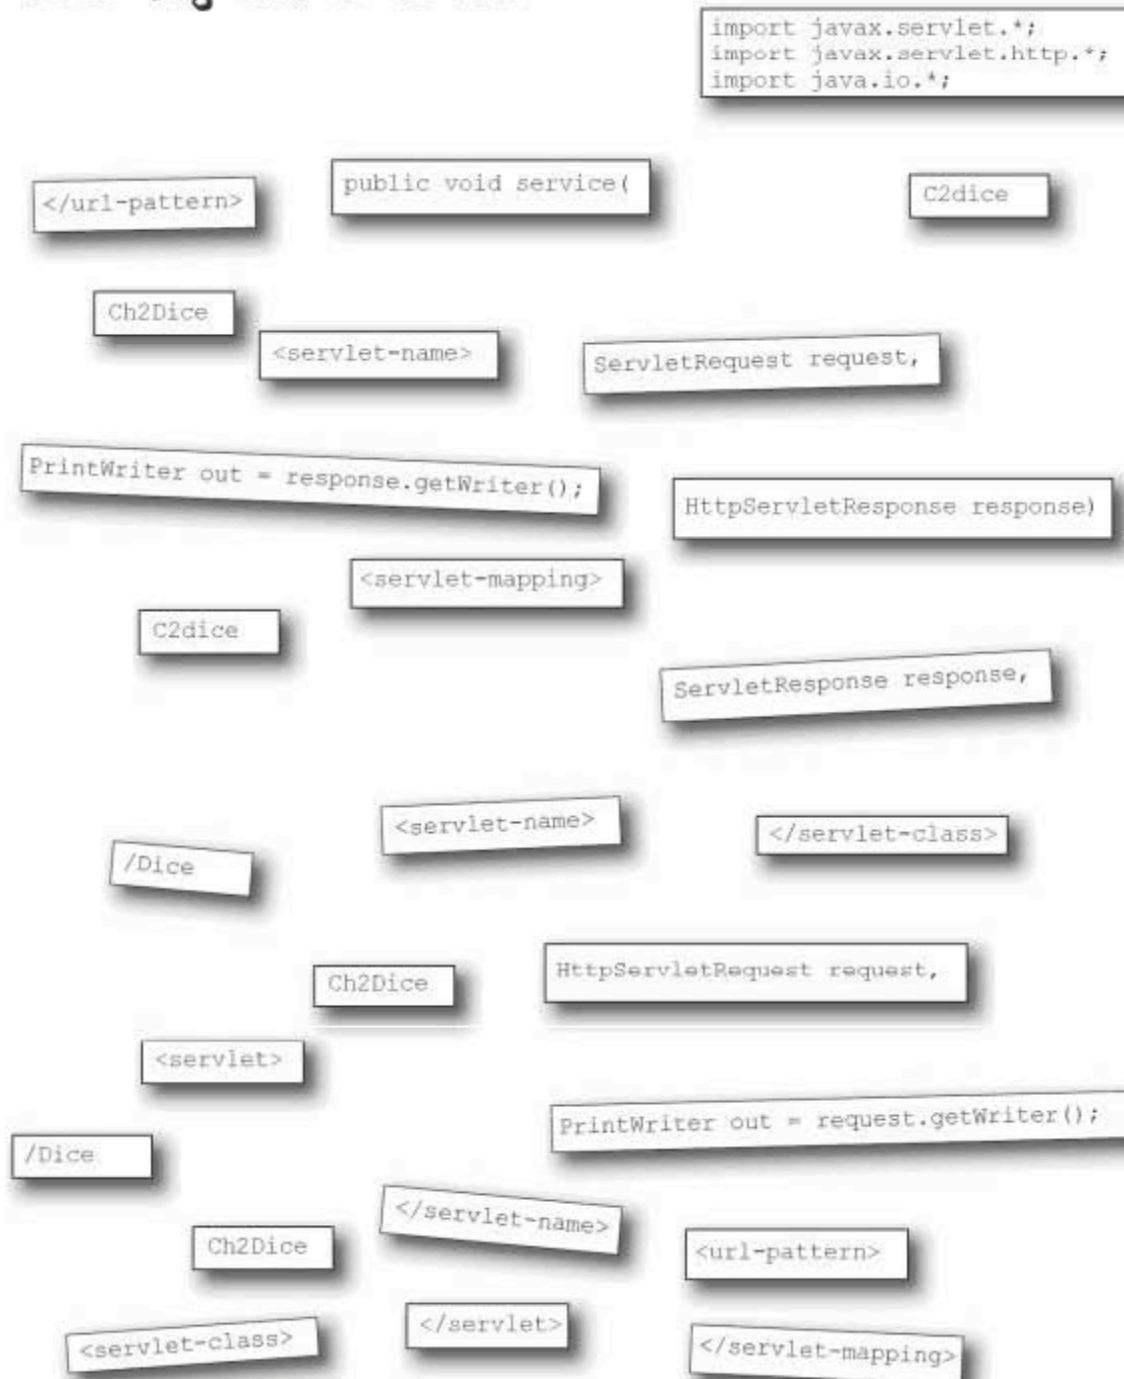 import javax.servlet.*;
import javax.servlet.http.*;
import java.io.*;
</url-pattern>
public void service(
C2dice
Ch2Dice
<servlet-name>
ServletRequest request,
PrintWriter out = response.getWriter();
HttpServletResponse response)
<servlet-mapping>
C2dice
ServletResponse response,
<servlet-name>
</servlet-class>
/Dice
HttpServletRequest request,
Ch2Dice
<servlet>
PrintWriter out = request.getWriter();
/Dice
</servlet-name>
Ch2Dice
<url-pattern>
</servlet>
<servlet-class>
</servlet-mapping>